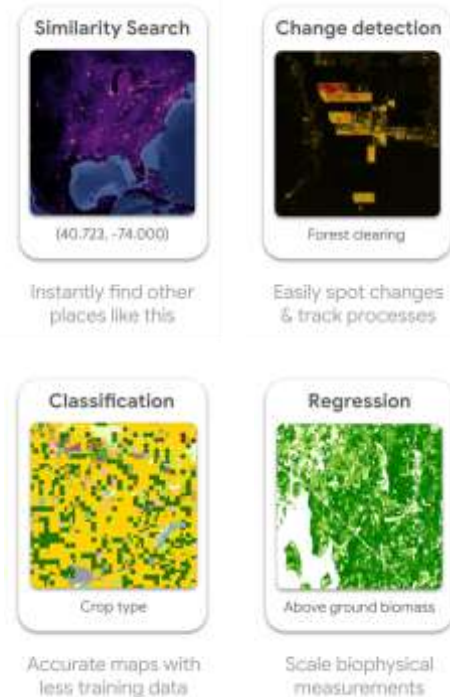 Similarity Search
(40.723, -74.000)
Instantly find other
places like this
Change detection
Forest clearing
Easily spot changes
& track processes
Classification
Crop type
Accurate maps with
less training data
Regression
Above ground biomass
Scale biophysical
measurements